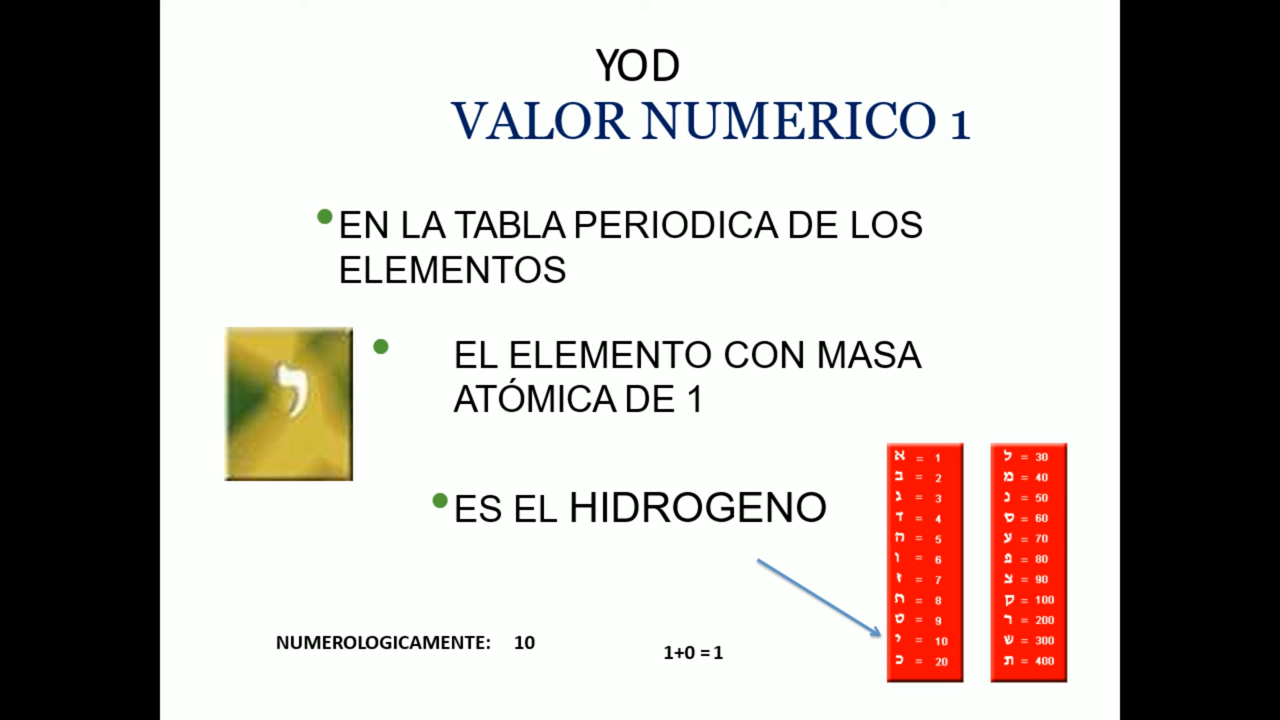 YOD
VALOR NUMERICO 1
• EN LA TABLA PERIODICA DE LOS
ELEMENTOS
• EL ELEMENTO CON MASA
ATÓMICA DE 1
• ES EL HIDROGENO
י
NUMEROLOGICAMENTE: 10
1+0 = 1
א = 1
ב = 2
ג = 3
ד = 4
ה = 5
ו = 6
ז = 7
ח = 8
ט = 9
י = 10
כ = 20
ל = 30
מ = 40
נ = 50
ס = 60
ע = 70
פ = 80
צ = 90
ק = 100
ר = 200
ש = 300
ת = 400